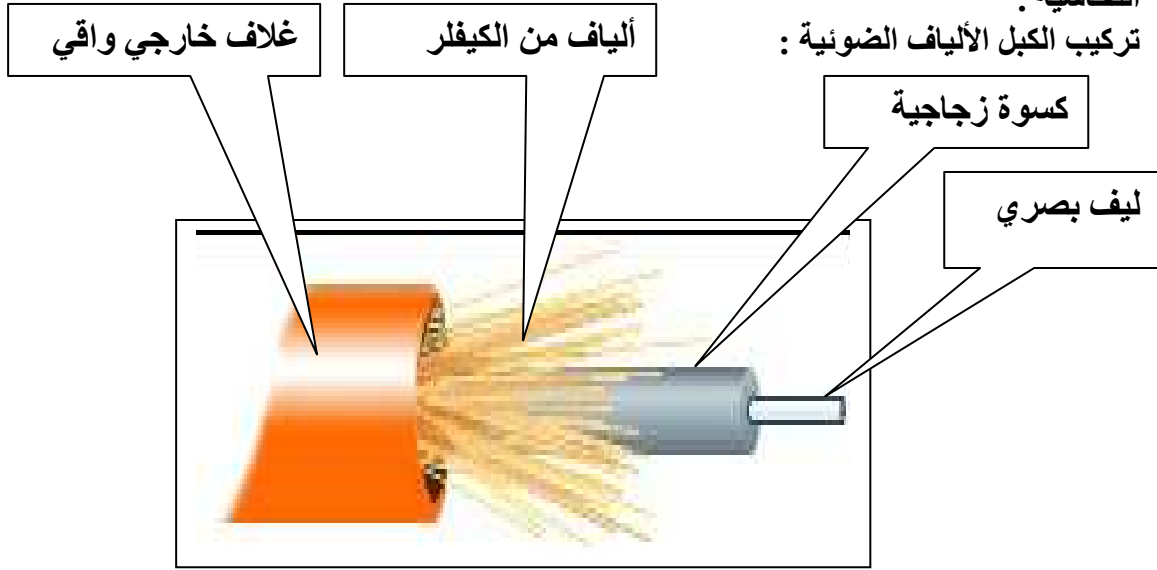 تركيب الكبل الألياف الضوئية :
ألياف من الكيفلر
غلاف خارجي واقي
كسوة زجاجية
ليف بصري